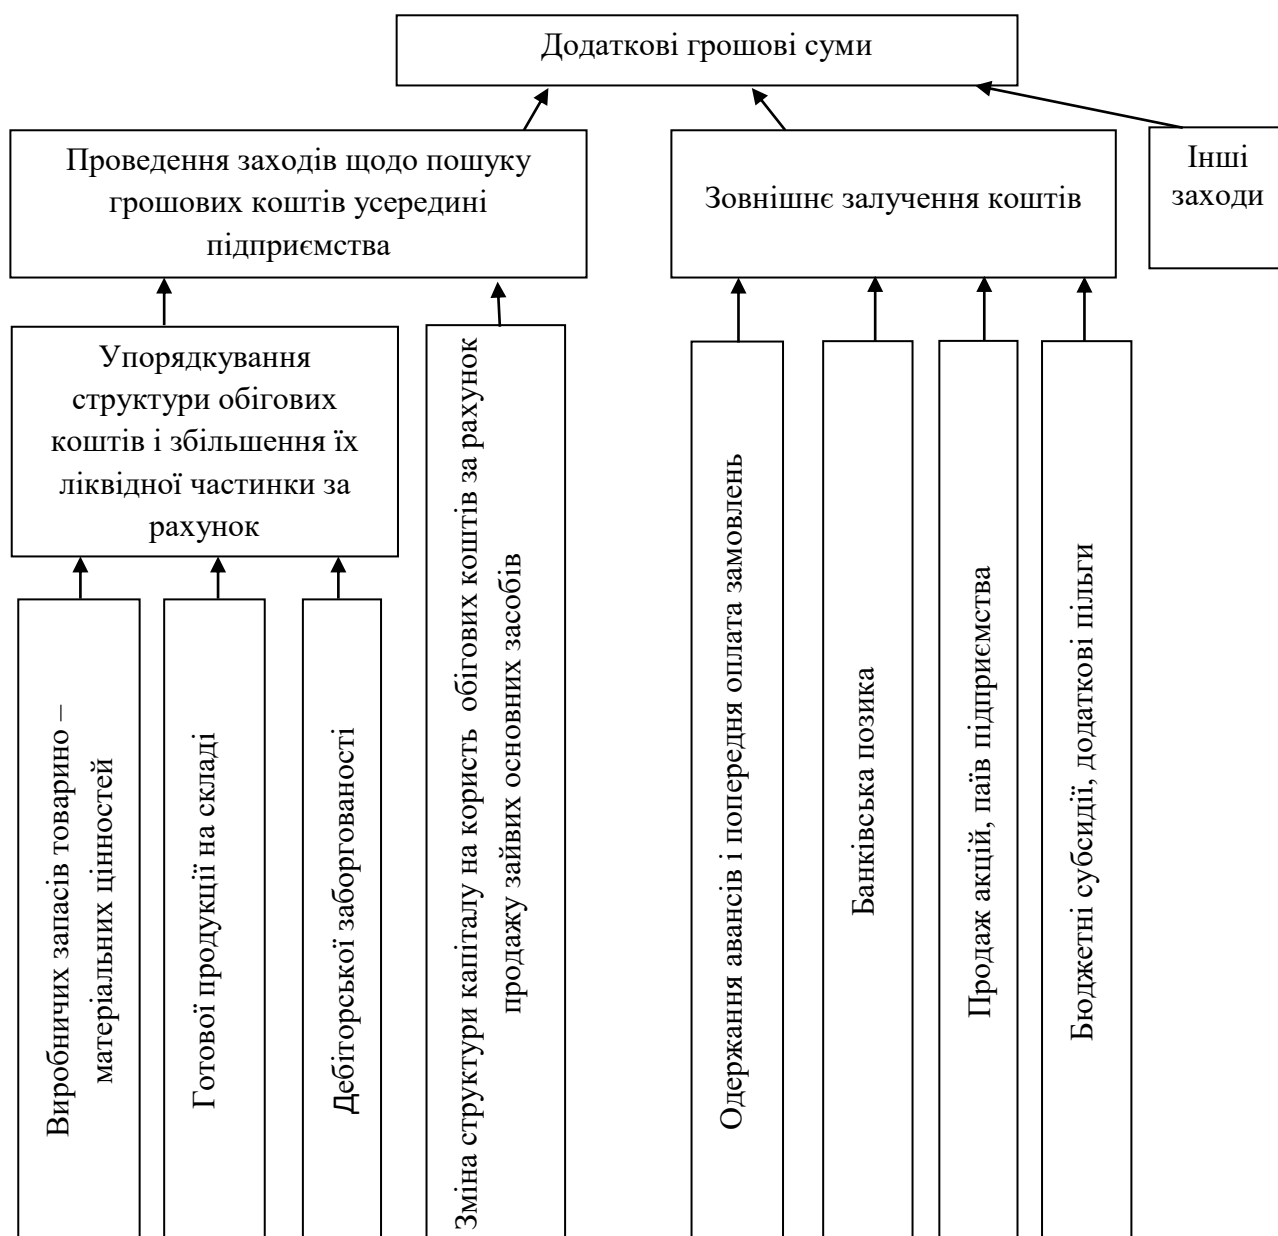 Додаткові грошові суми
Проведення заходів щодо пошуку
грошових коштів усередині
підприємства
Зовнішнє залучення коштів
Інші
заходи
Упорядкування
структури обігових
коштів і збільшення їх
ліквідної частинки за
рахунок
Виробничих запасів товарино –
матеріальних цінностей
Готової продукції на складі
Дебіторської заборгованості
Зміна структури капіталу на користь обігових коштів за рахунок
продажу зайвих основних засобів
Одержання авансів і попередня оплата замовлень
Банківська позика
Продаж акцій, паїв підприємства
Бюджетні субсидії, додаткові пільги